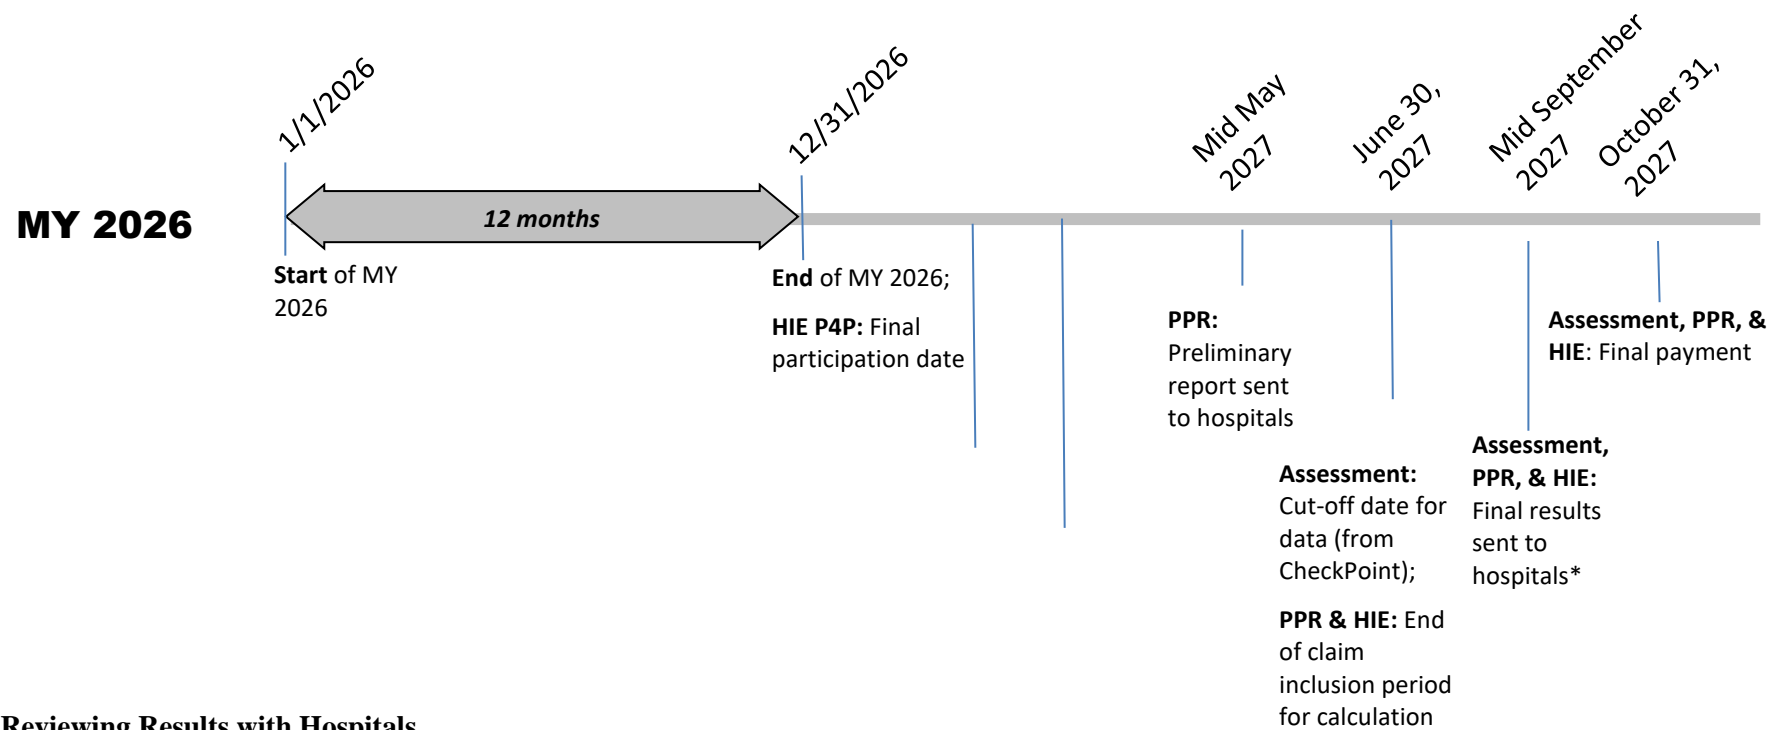 1/1/2026
12/31/2026
Mid May
2027
June 30,
2027
Mid September
2027
October 31,
2027
MY 2026
12 months
Start of MY
2026
End of MY 2026;
HIE P4P: Final
participation date
PPR:
Preliminary
report sent
to hospitals
Assessment:
Cut-off date for
data (from
CheckPoint);
PPR & HIE: End
of claim
inclusion period
for calculation
Assessment,
PPR, & HIE:
Final results
sent to
hospitals*
Assessment, PPR, &
HIE: Final payment
Reviewing Results with Hospitals